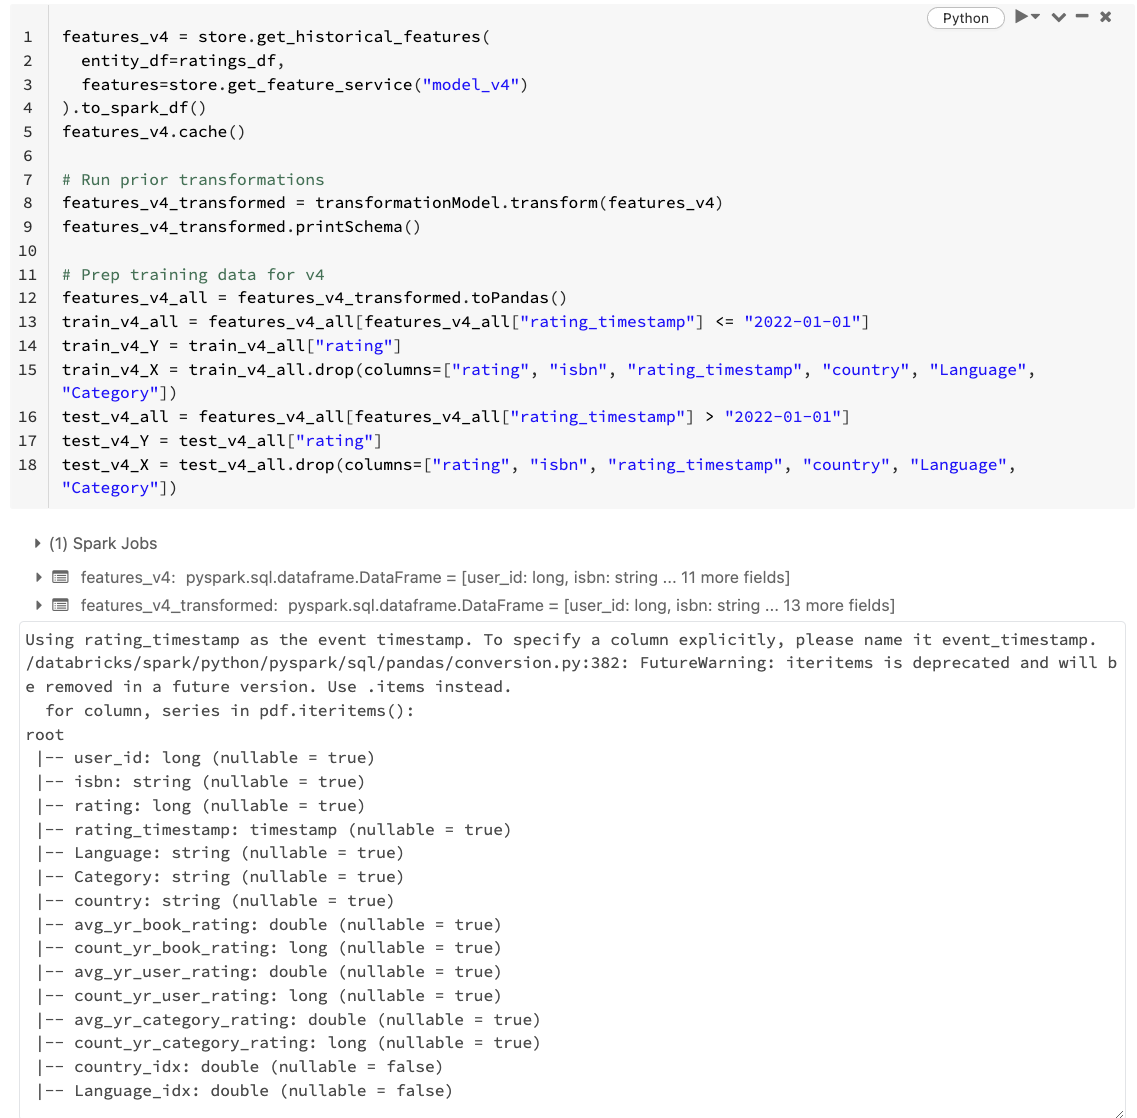 Python
1 features_v4 = store.get_historical_features(
2   entity_df=ratings_df,
3   features=store.get_feature_service("model_v4")
4 ).to_spark_df()
5 features_v4.cache()
6
7 # Run prior transformations
8 features_v4_transformed = transformationModel.transform(features_v4)
9 features_v4_transformed.printSchema()
10
11 # Prep training data for v4
12 features_v4_all = features_v4_transformed.toPandas()
13 train_v4_all = features_v4_all[features_v4_all["rating_timestamp"] <= "2022-01-01"]
14 train_v4_Y = train_v4_all["rating"]
15 train_v4_X = train_v4_all.drop(columns=["rating", "isbn", "rating_timestamp", "country", "Language",
"Category"])
16 test_v4_all = features_v4_all[features_v4_all["rating_timestamp"] > "2022-01-01"]
17 test_v4_Y = test_v4_all["rating"]
18 test_v4_X = test_v4_all.drop(columns=["rating", "isbn", "rating_timestamp", "country", "Language",
"Category"])
(1) Spark Jobs
features_v4: pyspark.sql.dataframe.DataFrame = [user_id: long, isbn: string ... 11 more fields]
features_v4_transformed: pyspark.sql.dataframe.DataFrame = [user_id: long, isbn: string ... 13 more fields]
Using rating_timestamp as the event timestamp. To specify a column explicitly, please name it event_timestamp.
/databricks/spark/python/pyspark/sql/pandas/conversion.py:382: FutureWarning: iteritems is deprecated and will b
e removed in a future version. Use .items instead.
  for column, series in pdf.iteritems():
root
 |-- user_id: long (nullable = true)
 |-- isbn: string (nullable = true)
 |-- rating: long (nullable = true)
 |-- rating_timestamp: timestamp (nullable = true)
 |-- Language: string (nullable = true)
 |-- Category: string (nullable = true)
 |-- country: string (nullable = true)
 |-- avg_yr_book_rating: double (nullable = true)
 |-- count_yr_book_rating: long (nullable = true)
 |-- avg_yr_user_rating: double (nullable = true)
 |-- count_yr_user_rating: long (nullable = true)
 |-- avg_yr_category_rating: double (nullable = true)
 |-- count_yr_category_rating: long (nullable = true)
 |-- country_idx: double (nullable = false)
 |-- Language_idx: double (nullable = false)